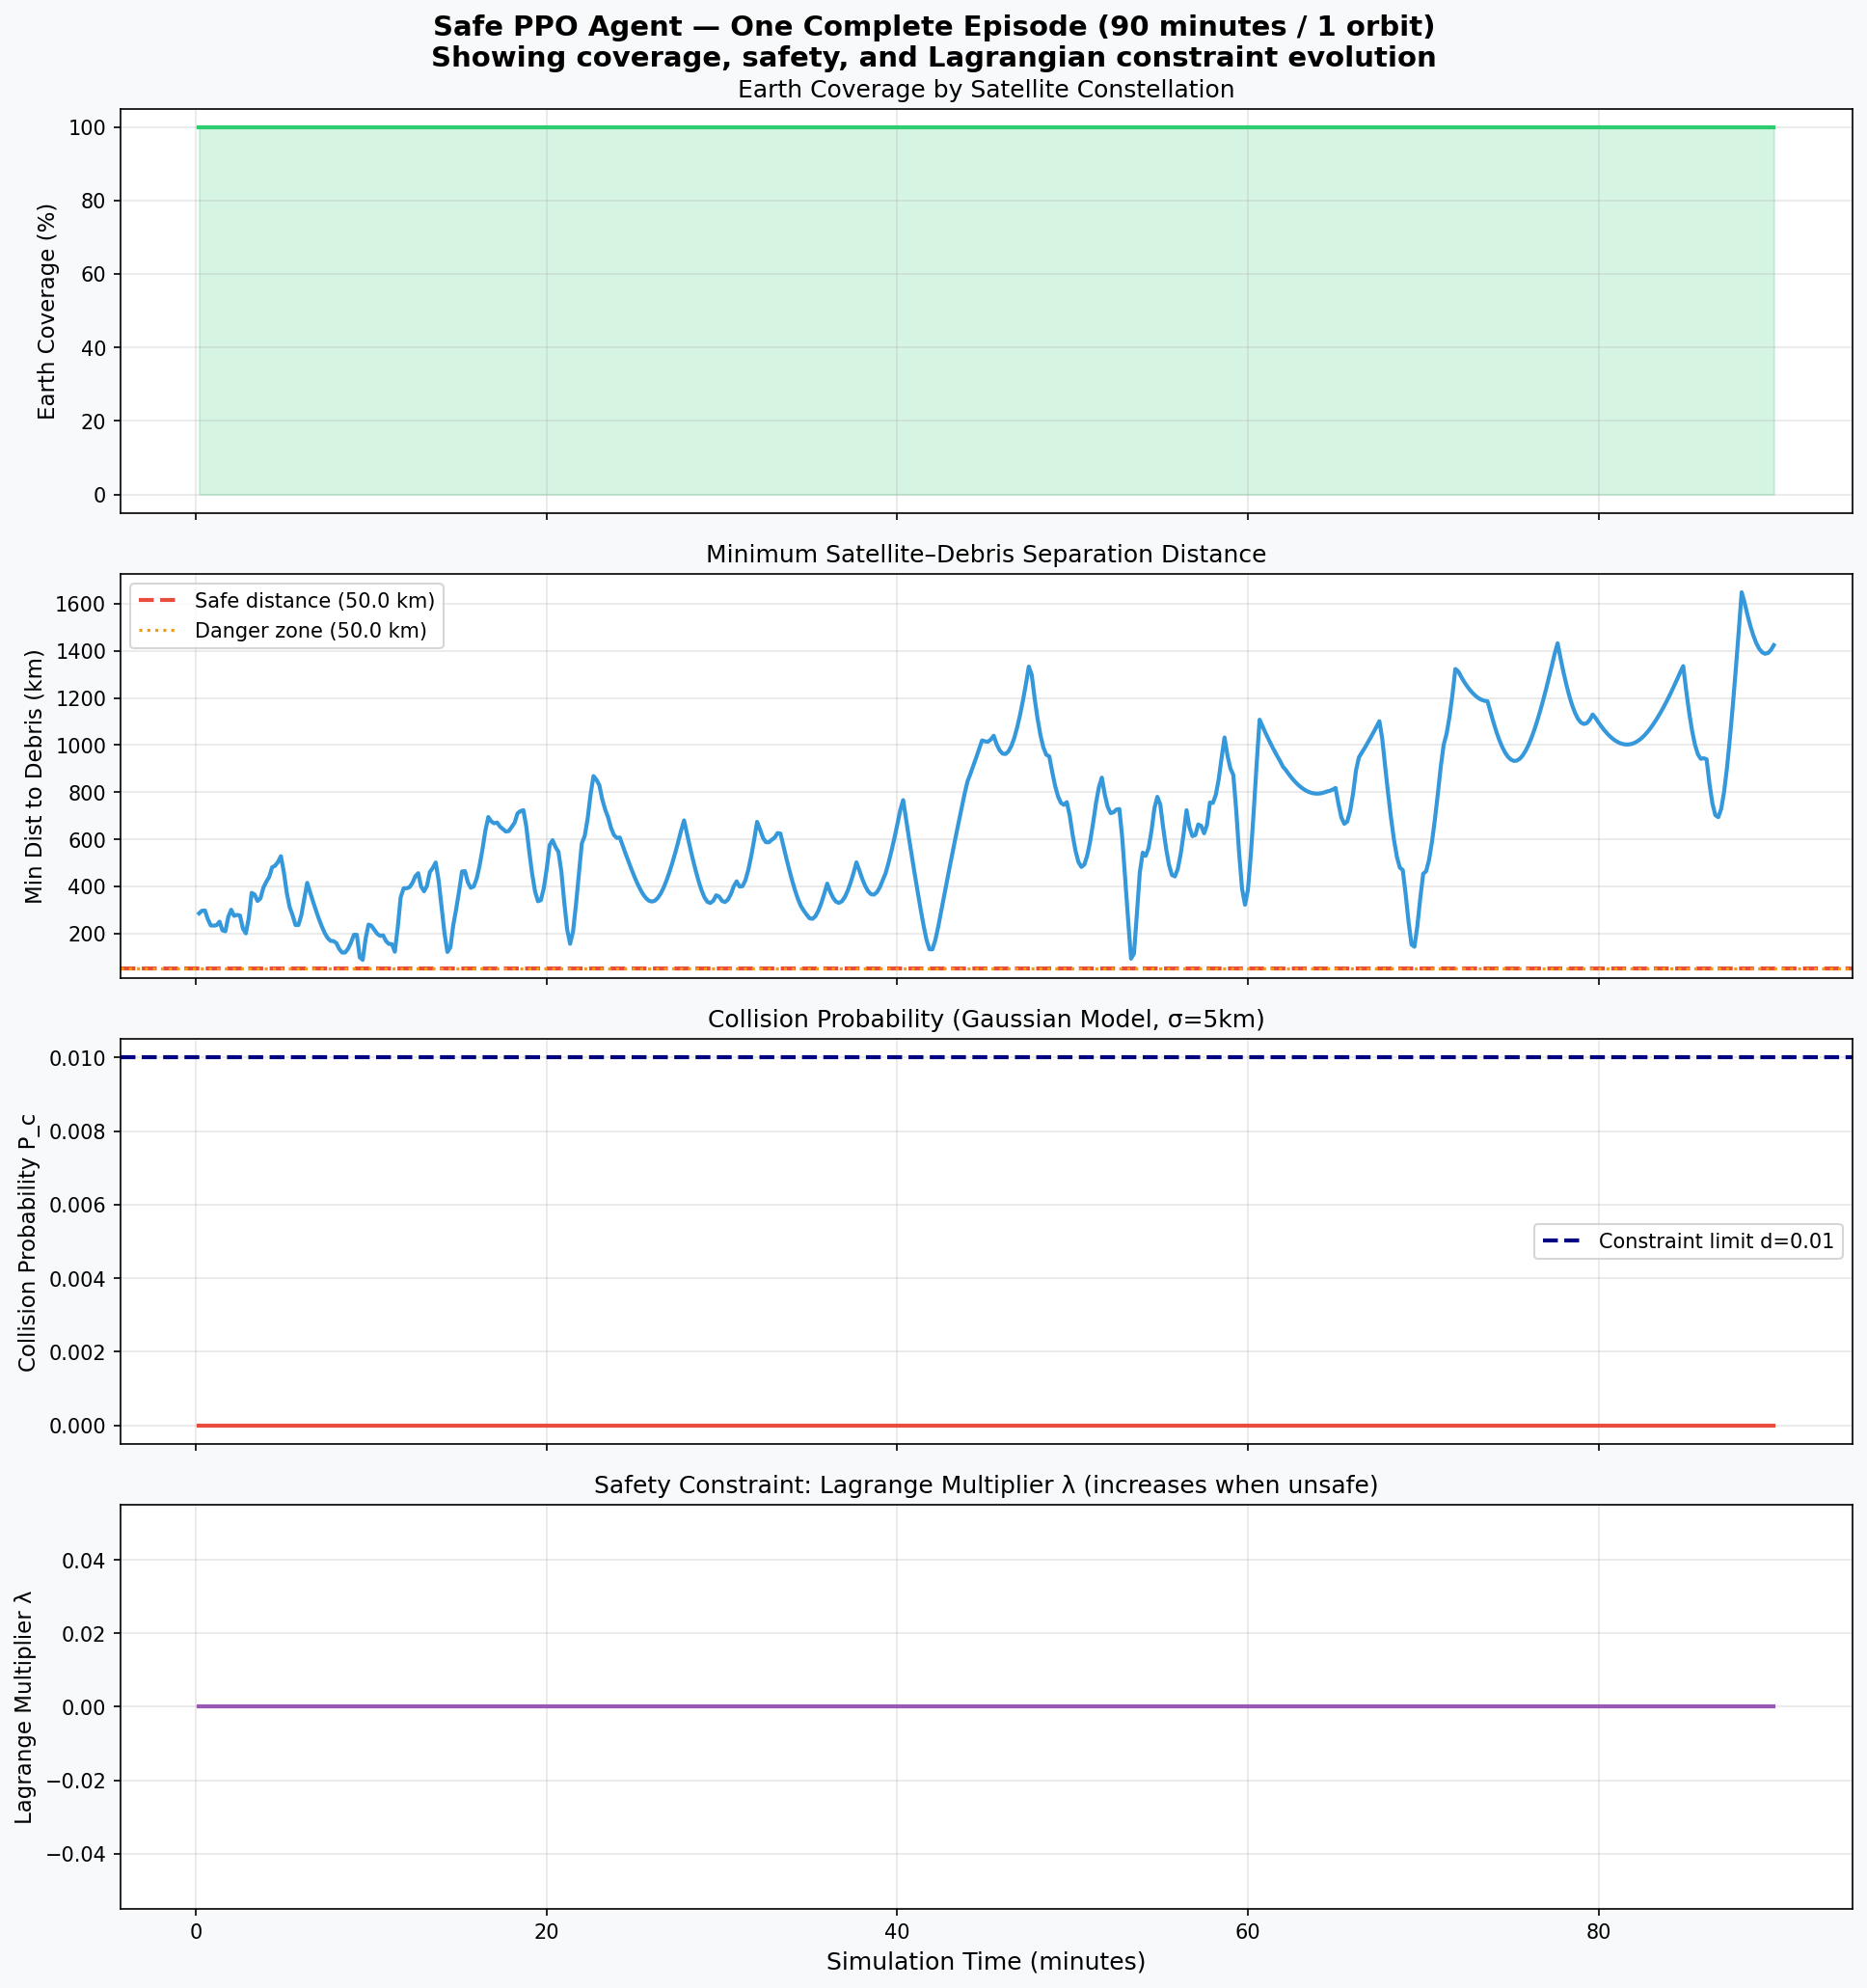 Safe PPO Agent — One Complete Episode (90 minutes / 1 orbit)
Showing coverage, safety, and Lagrangian constraint evolution
Earth Coverage by Satellite Constellation
Earth Coverage (%)
100
80
60
40
20
0
Minimum Satellite–Debris Separation Distance
Min Dist to Debris (km)
1600
1400
1200
1000
800
600
400
200
Safe distance (50.0 km)
Danger zone (50.0 km)
Collision Probability (Gaussian Model, σ=5km)
Collision Probability P_c
0.010
0.008
0.006
0.004
0.002
0.000
Constraint limit d=0.01
Safety Constraint: Lagrange Multiplier λ (increases when unsafe)
Lagrange Multiplier λ
0.04
0.02
0.00
−0.02
−0.04
0
20
40
60
80
Simulation Time (minutes)